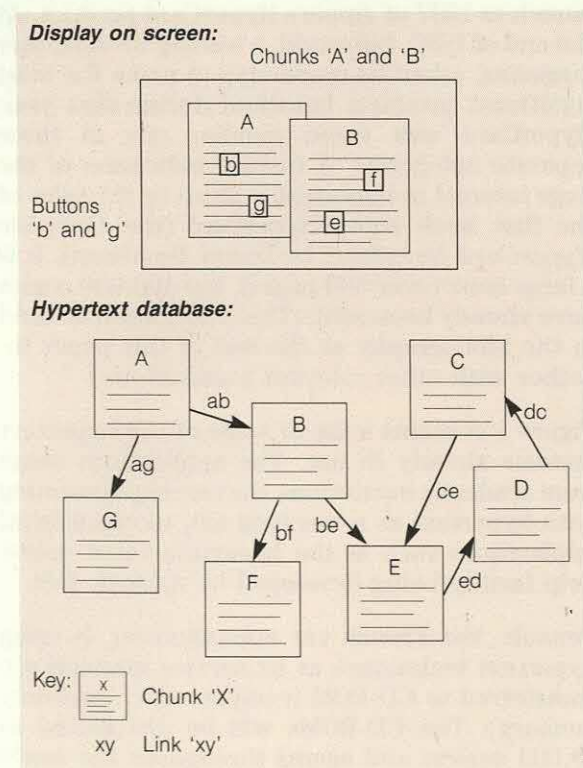 Display on screen:
Chunks 'A' and 'B'
A
B
b
f
g
e
Buttons
'b' and 'g'
Hypertext database:
A
C
ab
B
dc
ag
D
G
bf
be
ce
F
E
ed
Key:
x
Chunk 'X'
xy
Link 'xy'